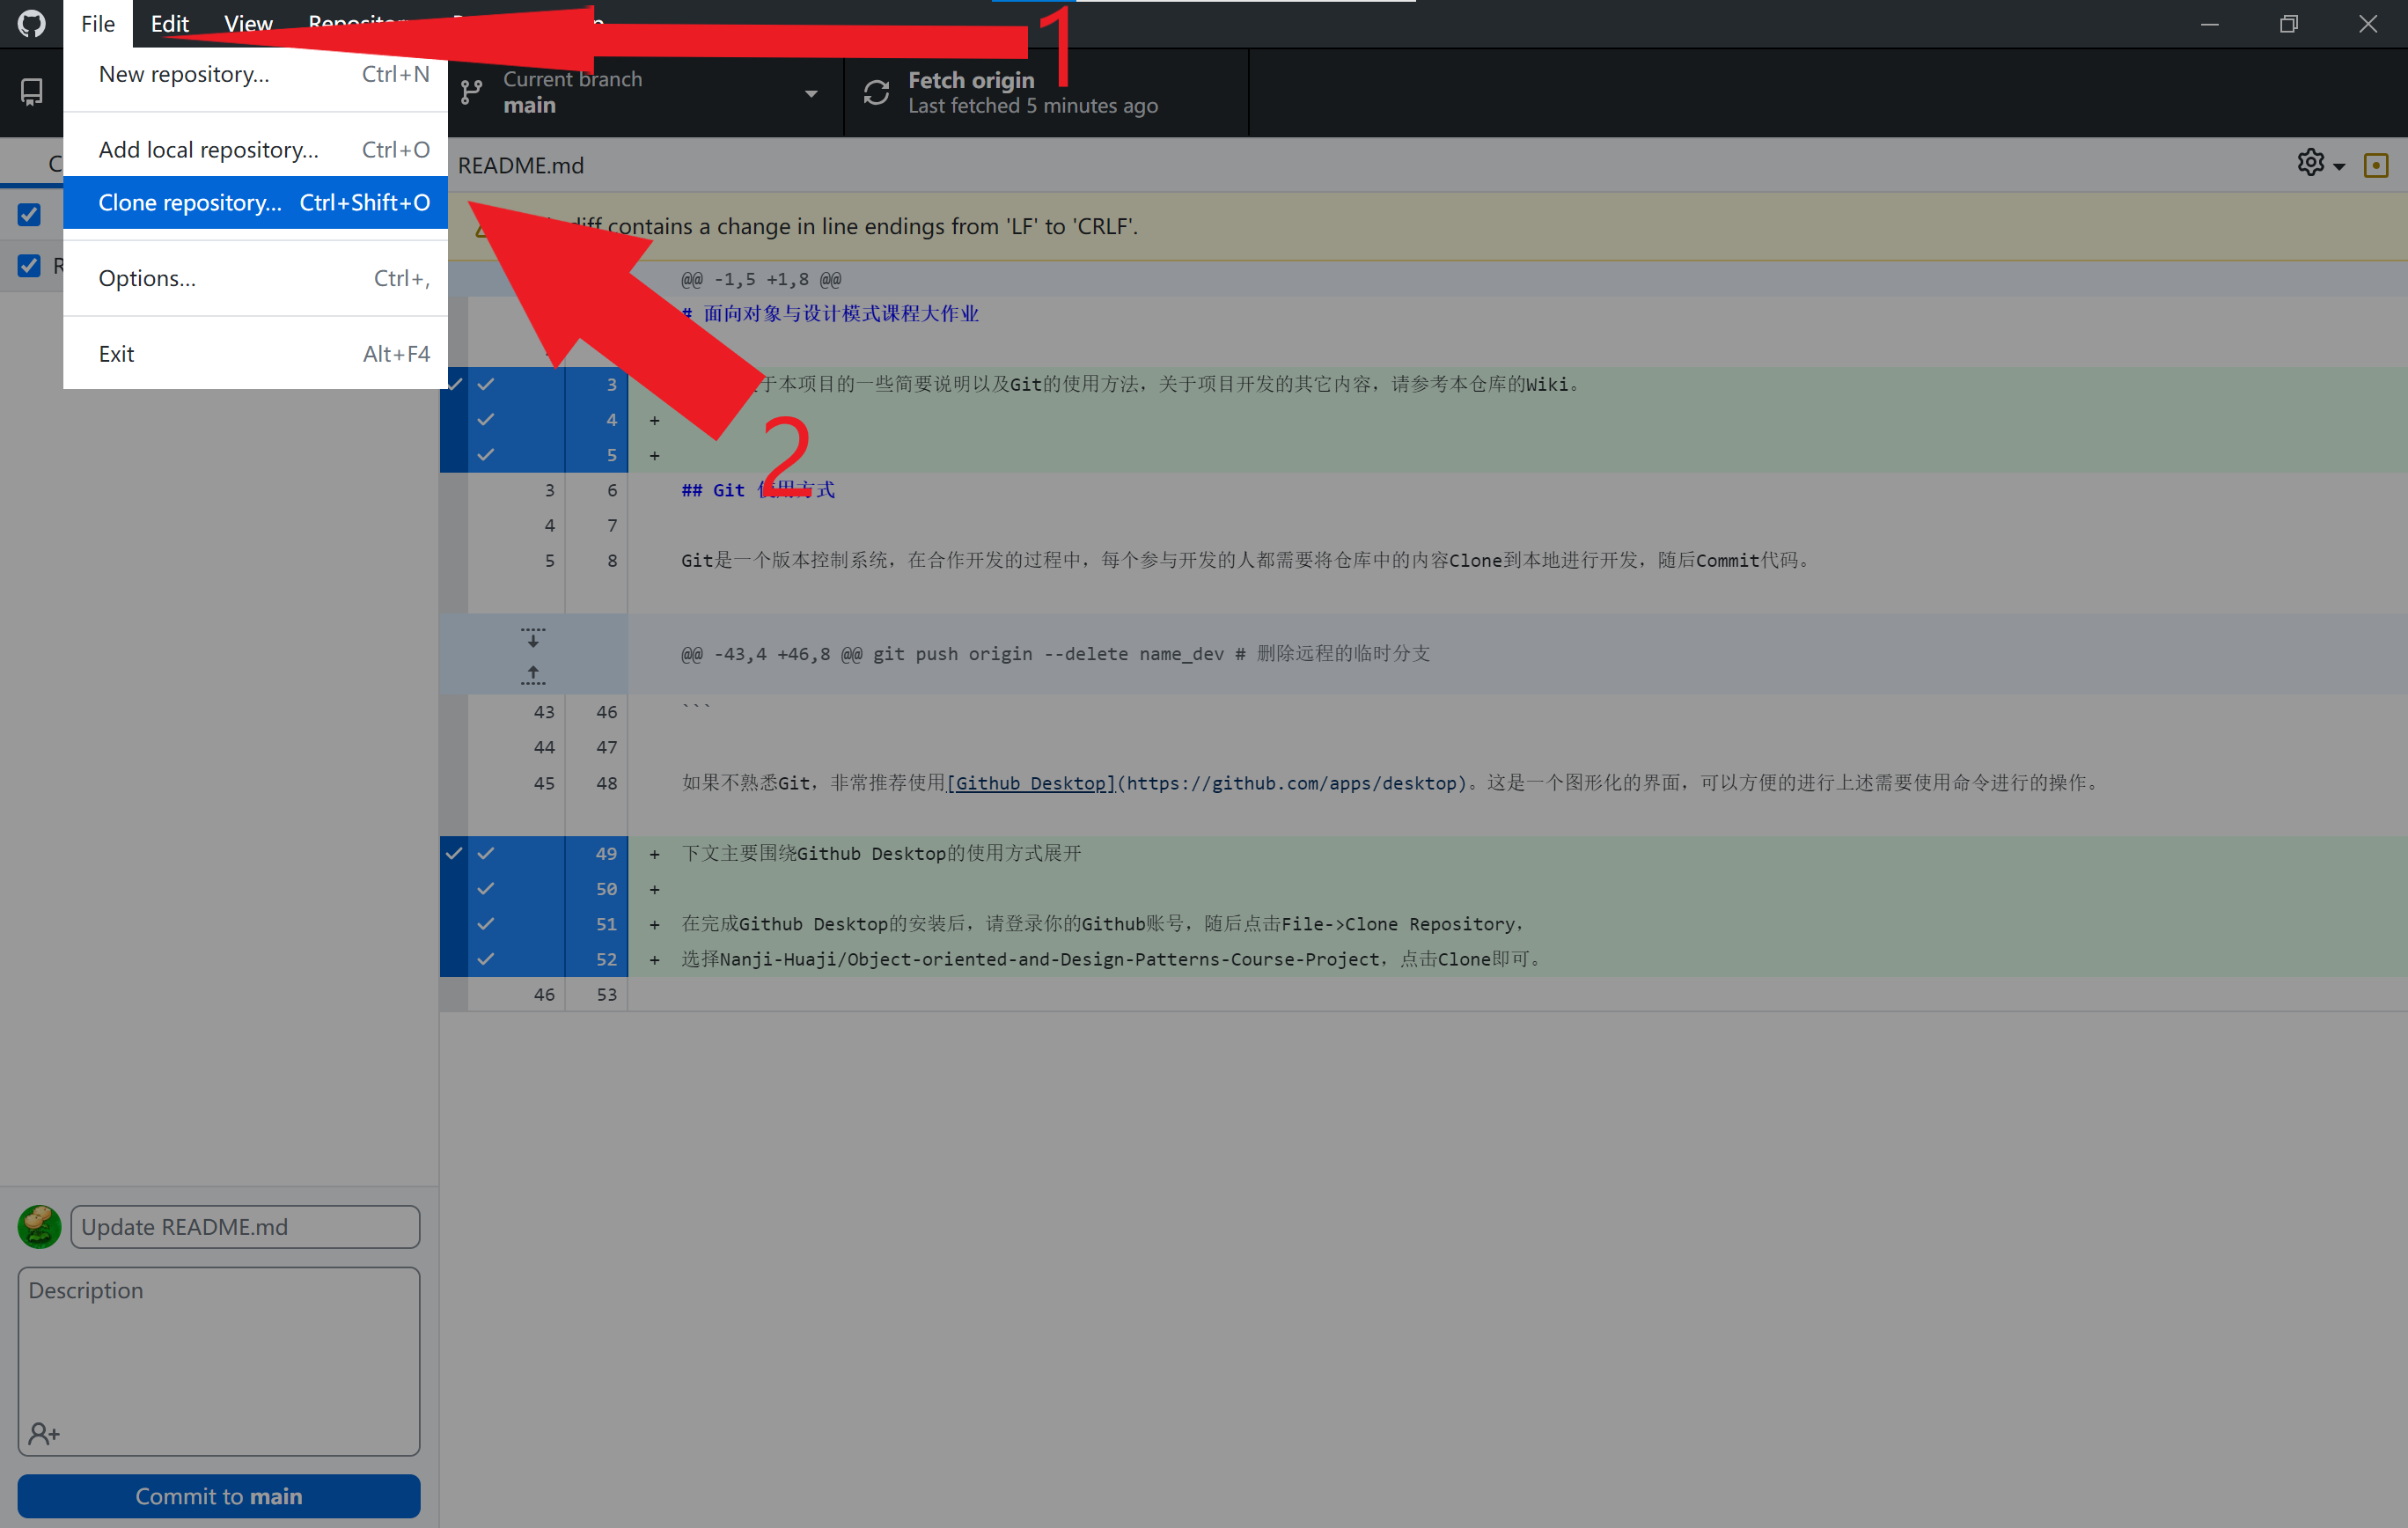 File Edit View
1
New repository... Ctrl+N
Add local repository... Ctrl+O
Clone repository... Ctrl+Shift+O
Options... Ctrl+,
Exit Alt+F4
Current branch
main
Fetch origin
Last fetched 5 minutes ago
README.md
diff contains a change in line endings from 'LF' to 'CRLF'.
@@ -1,5 +1,8 @@
# 面向对象与设计模式课程大作业
3 于本项目的一些简要说明以及Git的使用方法，关于项目开发的其它内容，请参考本仓库的Wiki。
4 +
5 +
2
3 6 ## Git 使用方式
4 7
5 8 Git是一个版本控制系统，在合作开发的过程中，每个参与开发的人都需要将仓库中的内容Clone到本地进行开发，随后Commit代码。
@@ -43,4 +46,8 @@ git push origin --delete name_dev # 删除远程的临时分支
43 46 ```
44 47
45 48 如果不熟悉Git，非常推荐使用[Github Desktop](https://github.com/apps/desktop)。这是一个图形化的界面，可以方便的进行上述需要使用命令进行的操作。
49 + 下文主要围绕Github Desktop的使用方式展开
50 +
51 + 在完成Github Desktop的安装后，请登录你的Github账号，随后点击File->Clone Repository，
52 + 选择Nanji-Huaji/Object-oriented-and-Design-Patterns-Course-Project，点击Clone即可。
46 53
Update README.md
Description
Commit to main